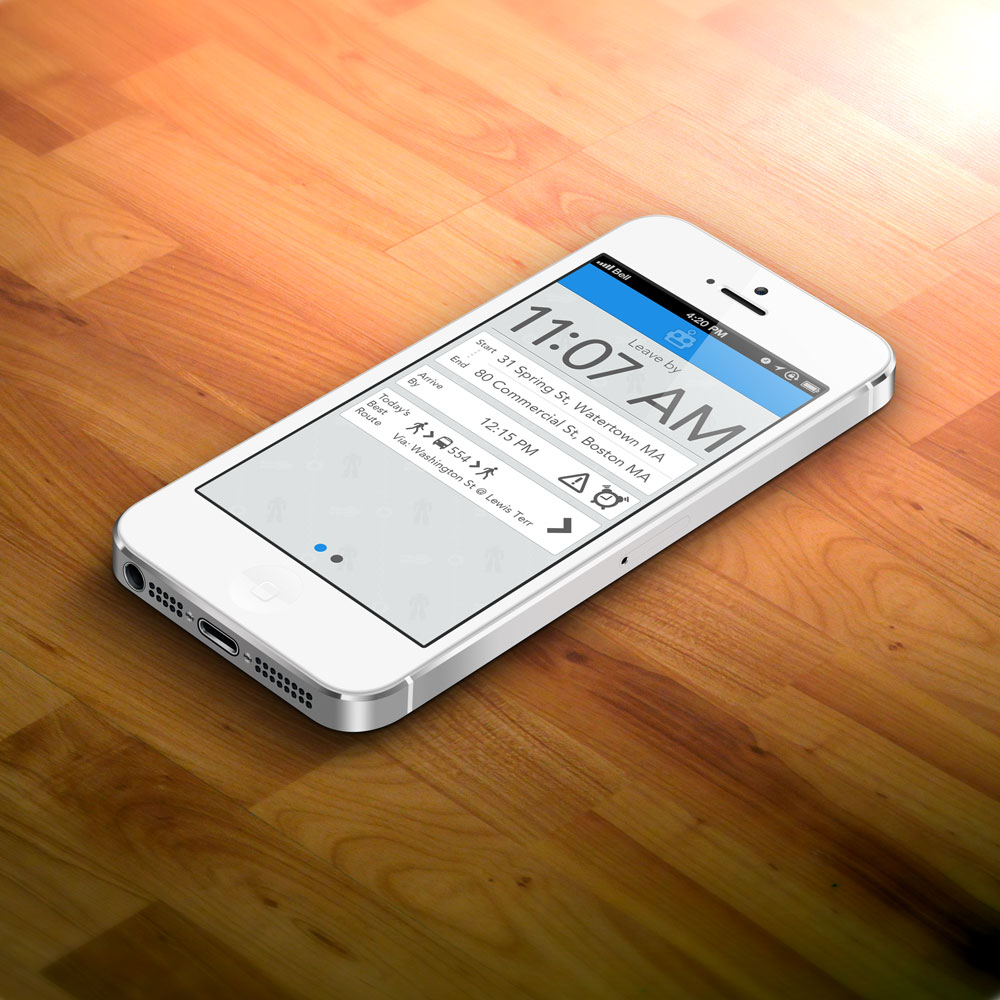 Bell
4:20 PM
Leave by
11:07 AM
Start 31 Spring St, Watertown MA
End 80 Commercial St, Boston MA
Arrive
By
12:15 PM
Today's
Best
Route
554
Via: Washington St @ Lewis Terr